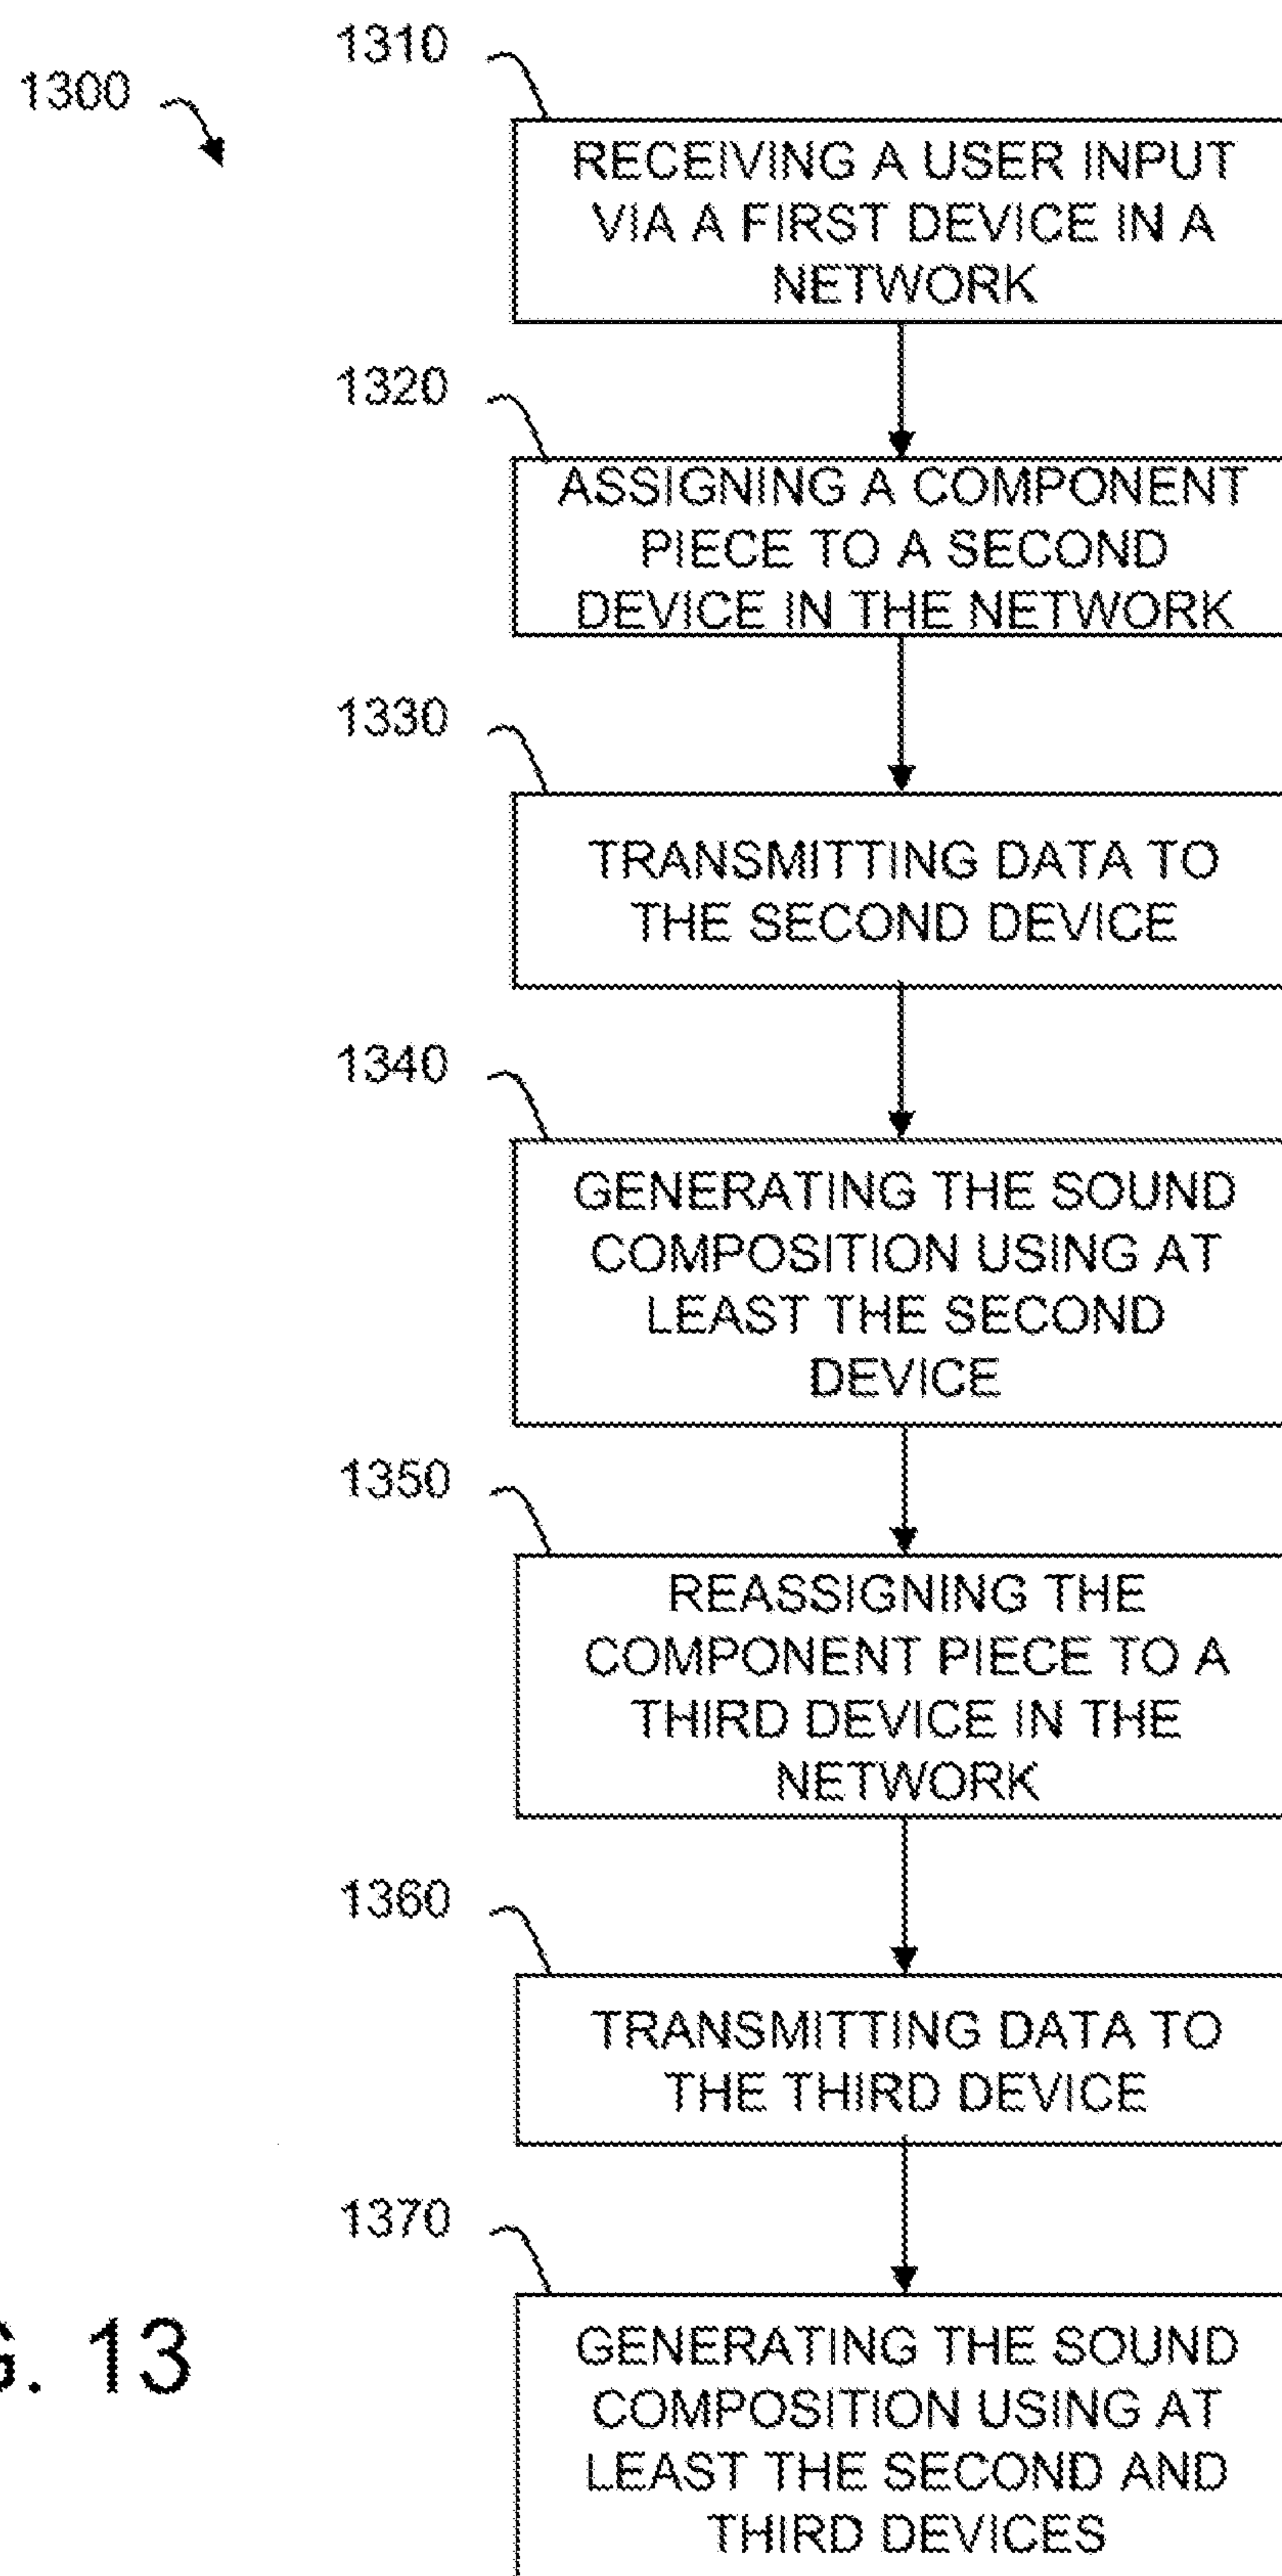 1300
1310
RECEIVING A USER INPUT
VIA A FIRST DEVICE IN A
NETWORK
1320
ASSIGNING A COMPONENT
PIECE TO A SECOND
DEVICE IN THE NETWORK
1330
TRANSMITTING DATA TO
THE SECOND DEVICE
1340
GENERATING THE SOUND
COMPOSITION USING AT
LEAST THE SECOND
DEVICE
1350
REASSIGNING THE
COMPONENT PIECE TO A
THIRD DEVICE IN THE
NETWORK
1360
TRANSMITTING DATA TO
THE THIRD DEVICE
1370
GENERATING THE SOUND
COMPOSITION USING AT
LEAST THE SECOND AND
THIRD DEVICES
G. 13